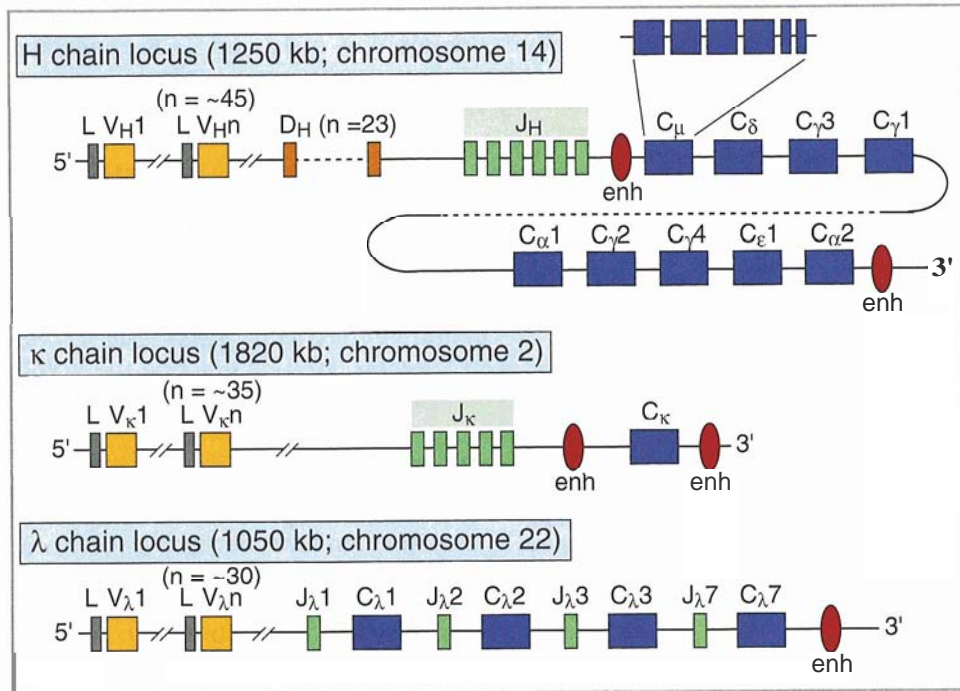 H chain locus (1250 kb; chromosome 14)
(n = ~45)
L VH1 L VHn DH (n =23) JH Cμ Cδ Cγ3 Cγ1
5'
enh
Cα1 Cγ2 Cγ4 Cε1 Cα2
3'
enh
κ chain locus (1820 kb; chromosome 2)
(n = ~35)
L Vκ1 L Vκn Jκ Cκ
5' 3'
enh enh
λ chain locus (1050 kb; chromosome 22)
(n = ~30)
L Vλ1 L Vλn Jλ1 Cλ1 Jλ2 Cλ2 Jλ3 Cλ3 Jλ7 Cλ7
5' 3'
enh